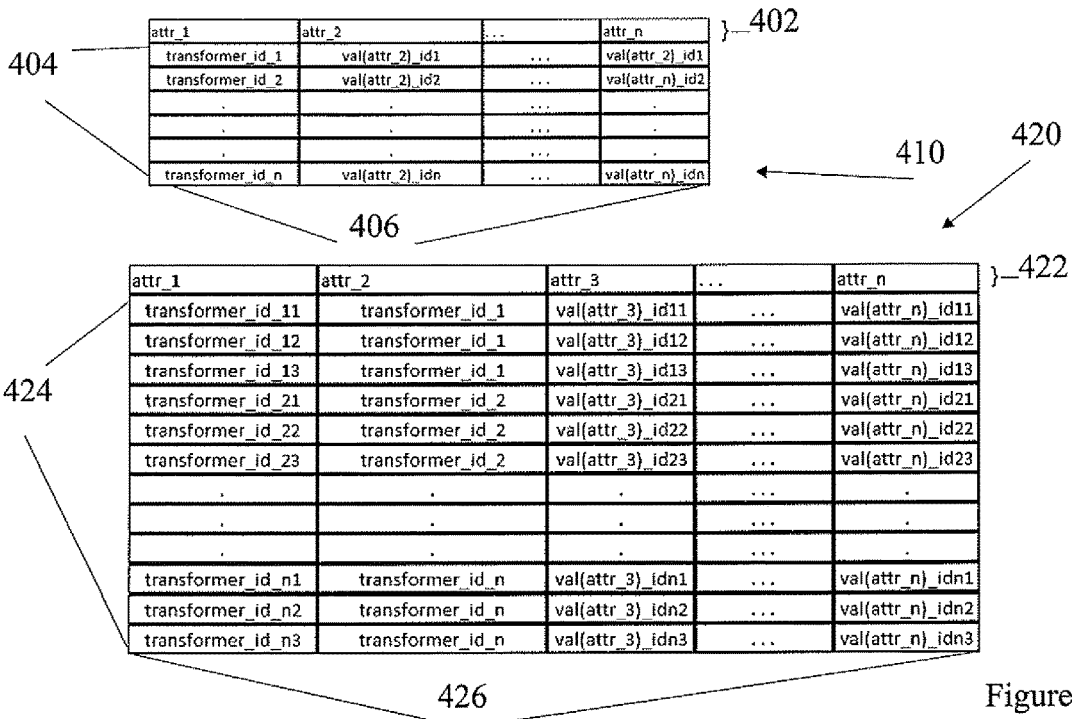 attr_1 attr_2 ... attr_n }402
transformer_id_1 val(attr_2)_id1 ... val(attr_2)_id1
404
transformer_id_2 val(attr_2)_id2 ... val(attr_n)_id2
. . ... .
. . ... .
. . ... .
transformer_id_n val(attr_2)_idn ... val(attr_n)_idn
410
420
406
attr_1 attr_2 attr_3 ... attr_n }422
transformer_id_11 transformer_id_1 val(attr_3)_id11 ... val(attr_n)_id11
transformer_id_12 transformer_id_1 val(attr_3)_id12 ... val(attr_n)_id12
transformer_id_13 transformer_id_1 val(attr_3)_id13 ... val(attr_n)_id13
424
transformer_id_21 transformer_id_2 val(attr_3)_id21 ... val(attr_n)_id21
transformer_id_22 transformer_id_2 val(attr_3)_id22 ... val(attr_n)_id22
transformer_id_23 transformer_id_2 val(attr_3)_id23 ... val(attr_n)_id23
. . . ... .
. . . ... .
. . . ... .
transformer_id_n1 transformer_id_n val(attr_3)_idn1 ... val(attr_n)_idn1
transformer_id_n2 transformer_id_n val(attr_3)_idn2 ... val(attr_n)_idn2
transformer_id_n3 transformer_id_n val(attr_3)_idn3 ... val(attr_n)_idn3
426
Figure